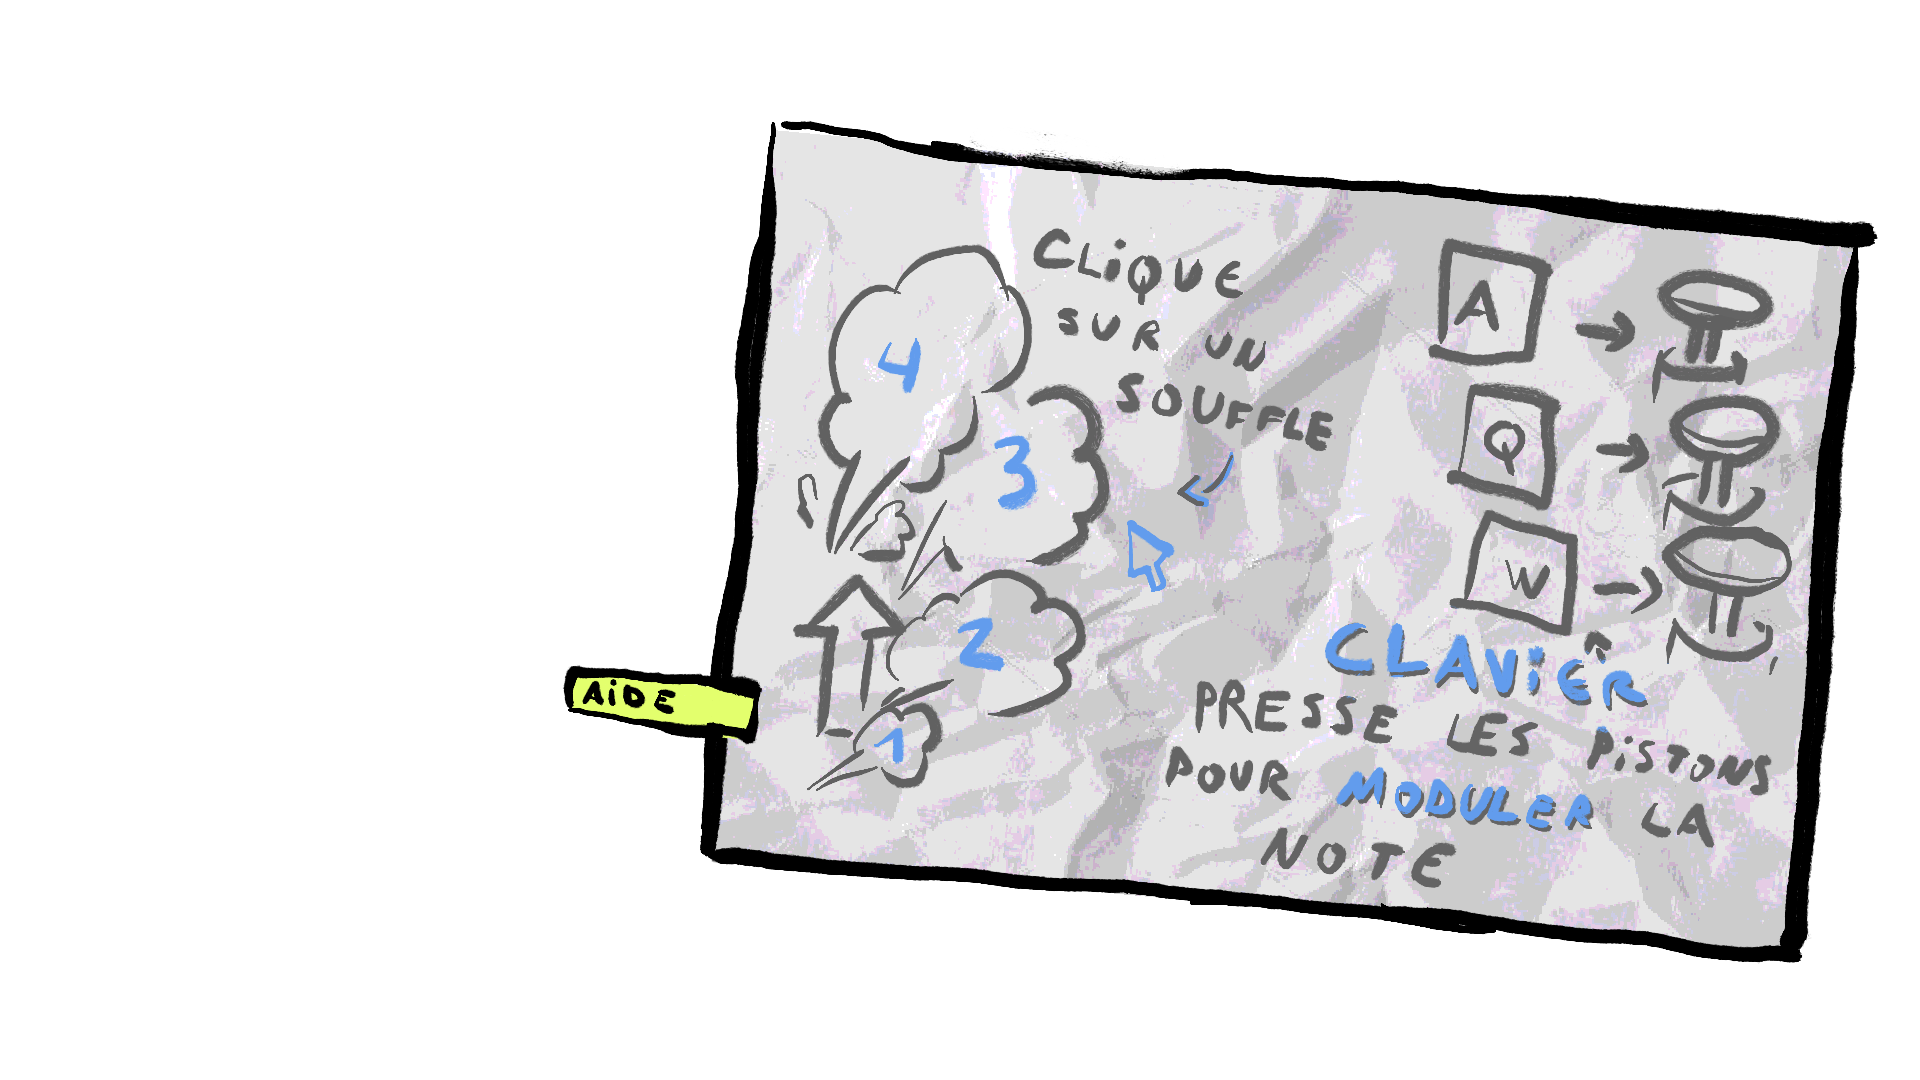 CLiQUE
SUR UN
SOUFFLE
4
3
2
1
A
Q
W
CLAViER
PRESSE LES PiSTONS
POUR MODULER LA
NOTE
AiDE